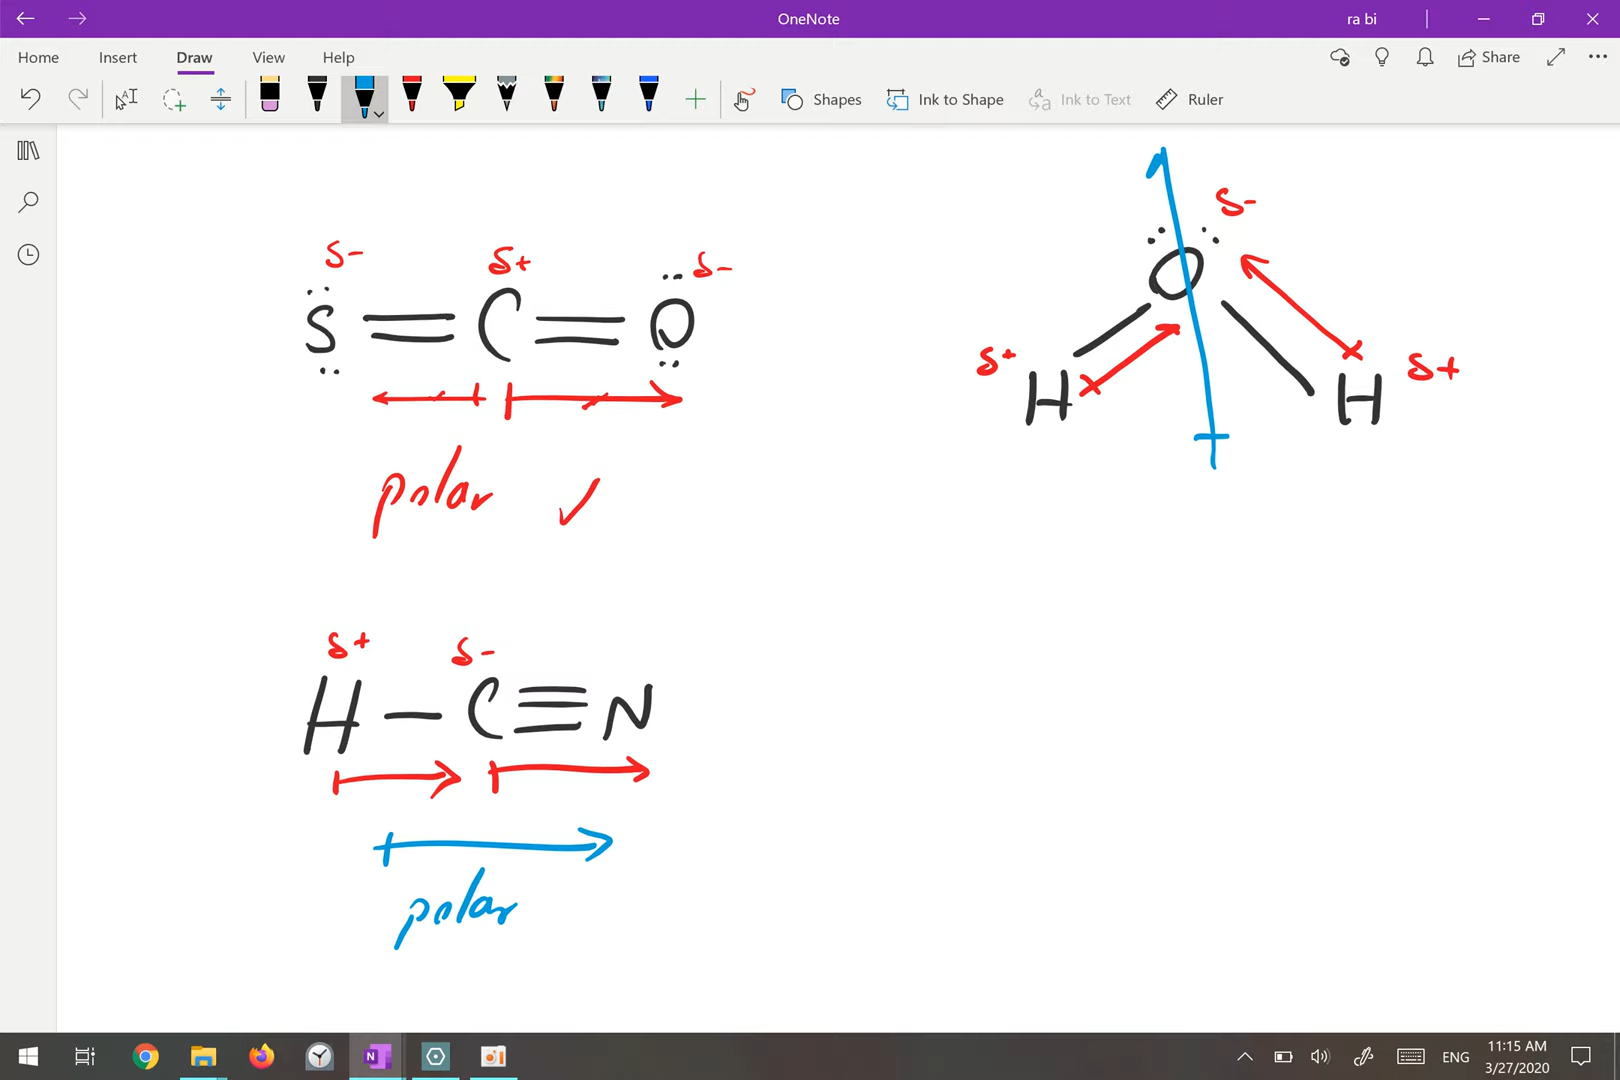 OneNote
ra bi
Home Insert Draw View Help
Share
Shapes Ink to Shape Ink to Text Ruler
δ- δ+ δ-
S = C = O
polar ✓
δ-
O
δ+ H H δ+
δ+ δ-
H – C ≡ N
polar
ENG
11:15 AM
3/27/2020